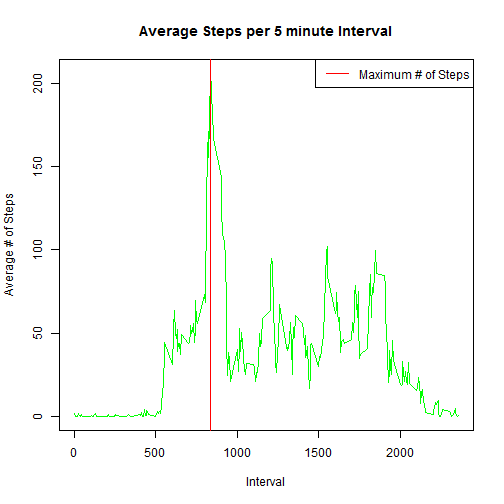 Average Steps per 5 minute Interval
Maximum # of Steps
Average # of Steps
200
150
100
50
0
0 500 1000 1500 2000
Interval